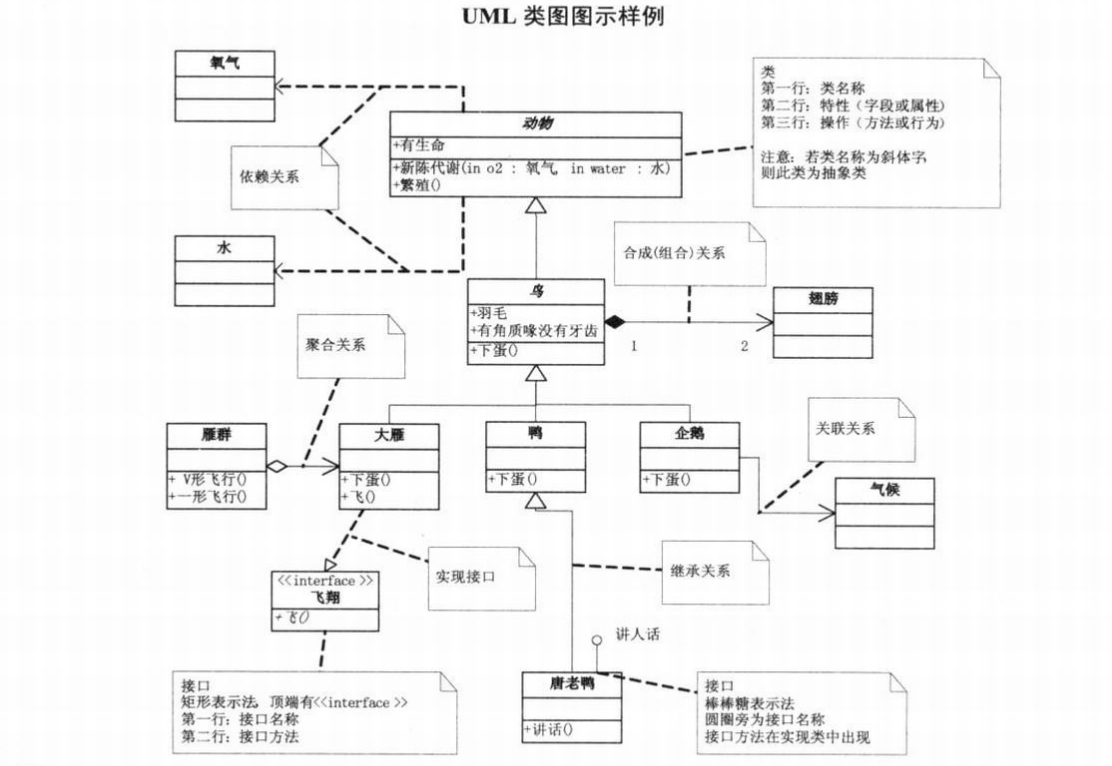 UML 类图图示样例
氧气
类
第一行：类名称
第二行：特性（字段或属性）
第三行：操作（方法或行为）
注意：若类名称为斜体字，
则此类为抽象类
动物
+有生命
+新陈代谢(in o2 : 氧气, in water : 水)
+繁殖()
依赖关系
水
合成(组合)关系
鸟
+羽毛
+有角质喙没有牙齿
+下蛋()
1
2
翅膀
聚合关系
雁群
+ V形飞行()
+一形飞行()
大雁
+下蛋()
+飞()
鸭
+下蛋()
企鹅
+下蛋()
关联关系
气候
实现接口
继承关系
<<interface>>
飞翔
+飞()
讲人话
接口
矩形表示法，顶端有<<interface>>
第一行：接口名称
第二行：接口方法
唐老鸭
+讲话()
接口
棒棒糖表示法
圆圈旁为接口名称
接口方法在实现类中出现